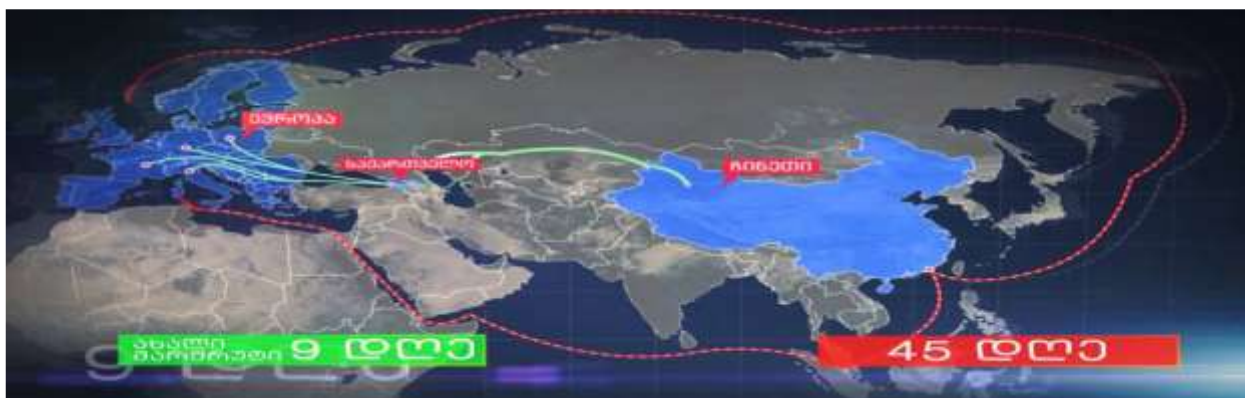 ევროპა
საქართველო
ჩინეთი
ახალი
მარშრუტი 9 დღე
45 დღე